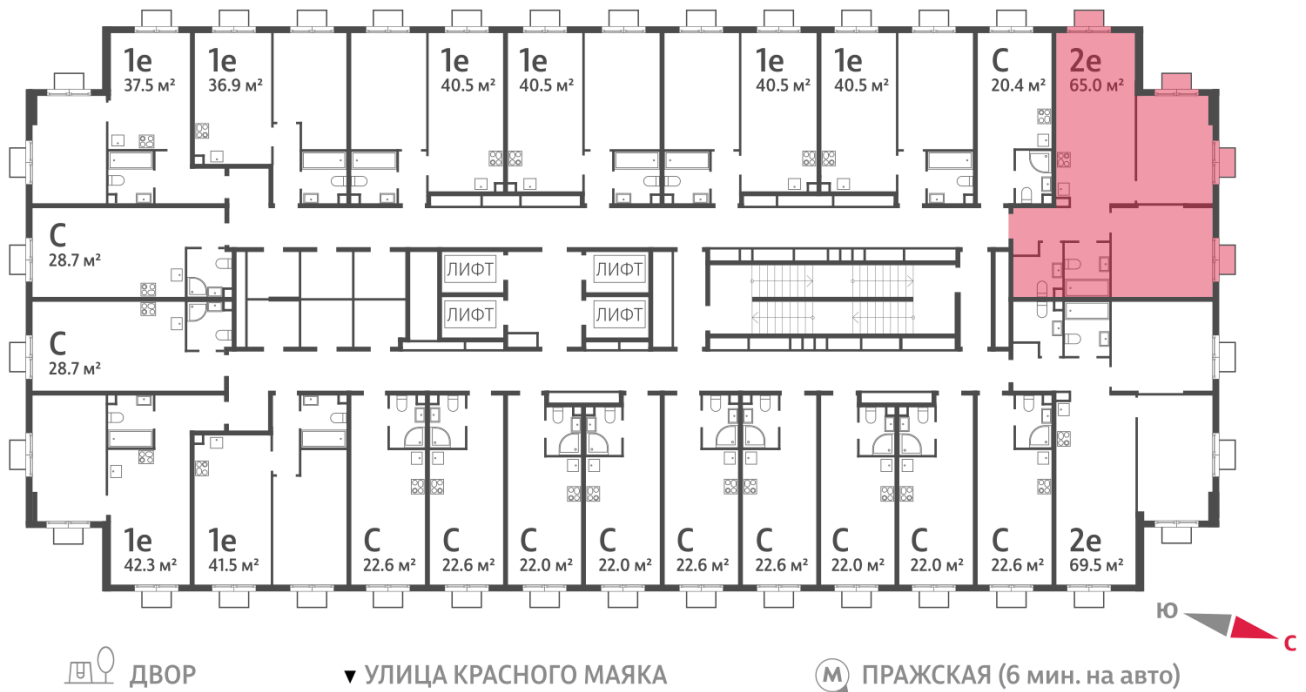 1е
37.5 м²
1е
36.9 м²
1е
40.5 м²
1е
40.5 м²
1е
40.5 м²
1е
40.5 м²
С
20.4 м²
2е
65.0 м²
С
28.7 м²
ЛИФТ
ЛИФТ
ЛИФТ
ЛИФТ
С
28.7 м²
1е
42.3 м²
1е
41.5 м²
С
22.6 м²
С
22.6 м²
С
22.0 м²
С
22.0 м²
С
22.6 м²
С
22.6 м²
С
22.0 м²
С
22.0 м²
С
22.6 м²
2е
69.5 м²
Ю
С
ДВОР
▼ УЛИЦА КРАСНОГО МАЯКА
М ПРАЖСКАЯ (6 мин. на авто)